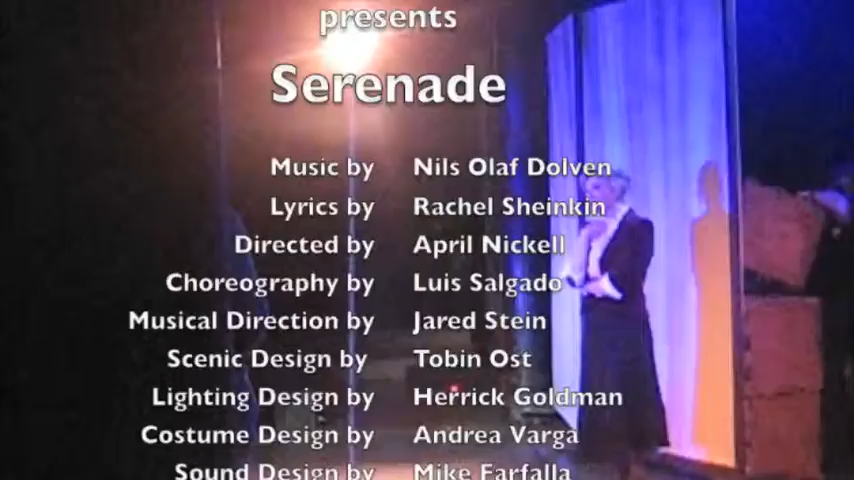 presents
Serenade
Music by Nils Olaf Dolven
Lyrics by Rachel Sheinkin
Directed by April Nickell
Choreography by Luis Salgado
Musical Direction by Jared Stein
Scenic Design by Tobin Ost
Lighting Design by Herrick Goldman
Costume Design by Andrea Varga
Sound Design by Mike Farfalla